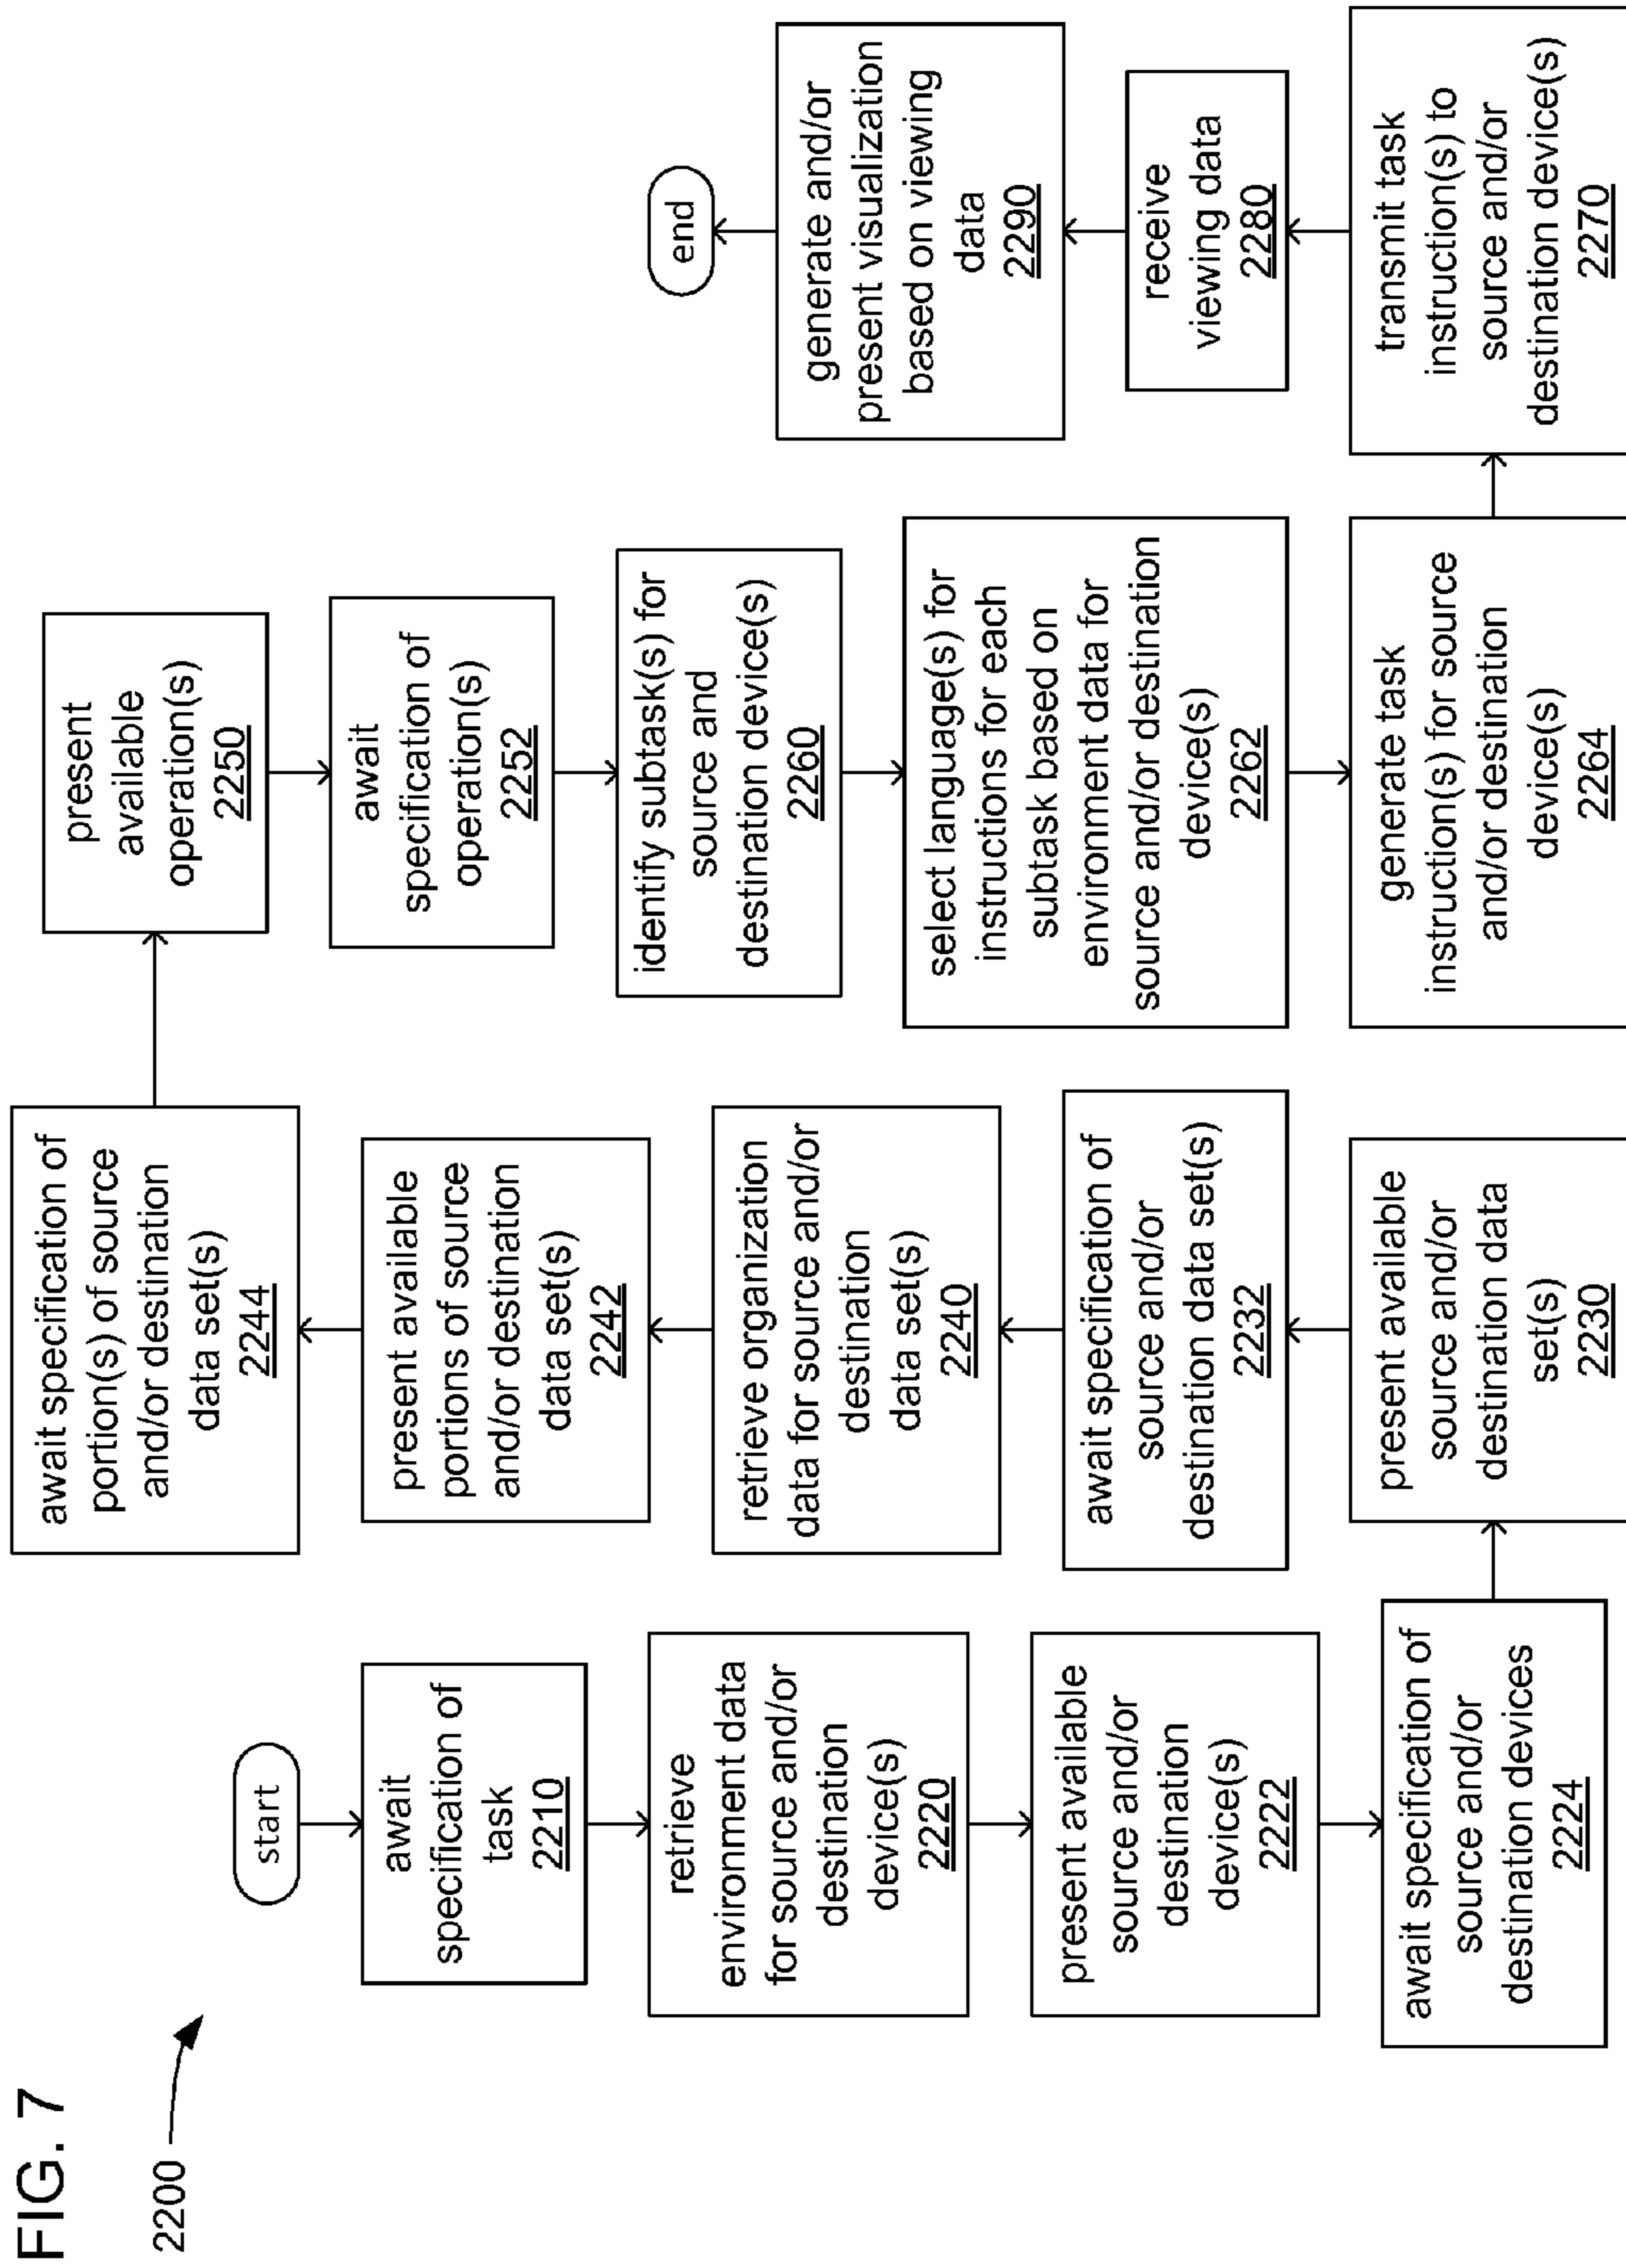 FIG. 7
2200
start
await
specification of
task
2210
retrieve
environment data
for source and/or
destination
device(s)
2220
present available
source and/or
destination
device(s)
2222
await specification of
source and/or
destination devices
2224
present available
source and/or
destination data
set(s)
2230
await specification of
source and/or
destination data set(s)
2232
retrieve organization
data for source and/or
destination
data set(s)
2240
present available
portions of source
and/or destination
data set(s)
2242
await specification of
portion(s) of source
and/or destination
data set(s)
2244
present
available
operation(s)
2250
await
specification of
operation(s)
2252
identify subtask(s) for
source and
destination device(s)
2260
select language(s) for
instructions for each
subtask based on
environment data for
source and/or destination
device(s)
2262
generate task
instruction(s) for source
and/or destination
device(s)
2264
transmit task
instruction(s) to
source and/or
destination device(s)
2270
receive
viewing data
2280
generate and/or
present visualization
based on viewing
data
2290
end